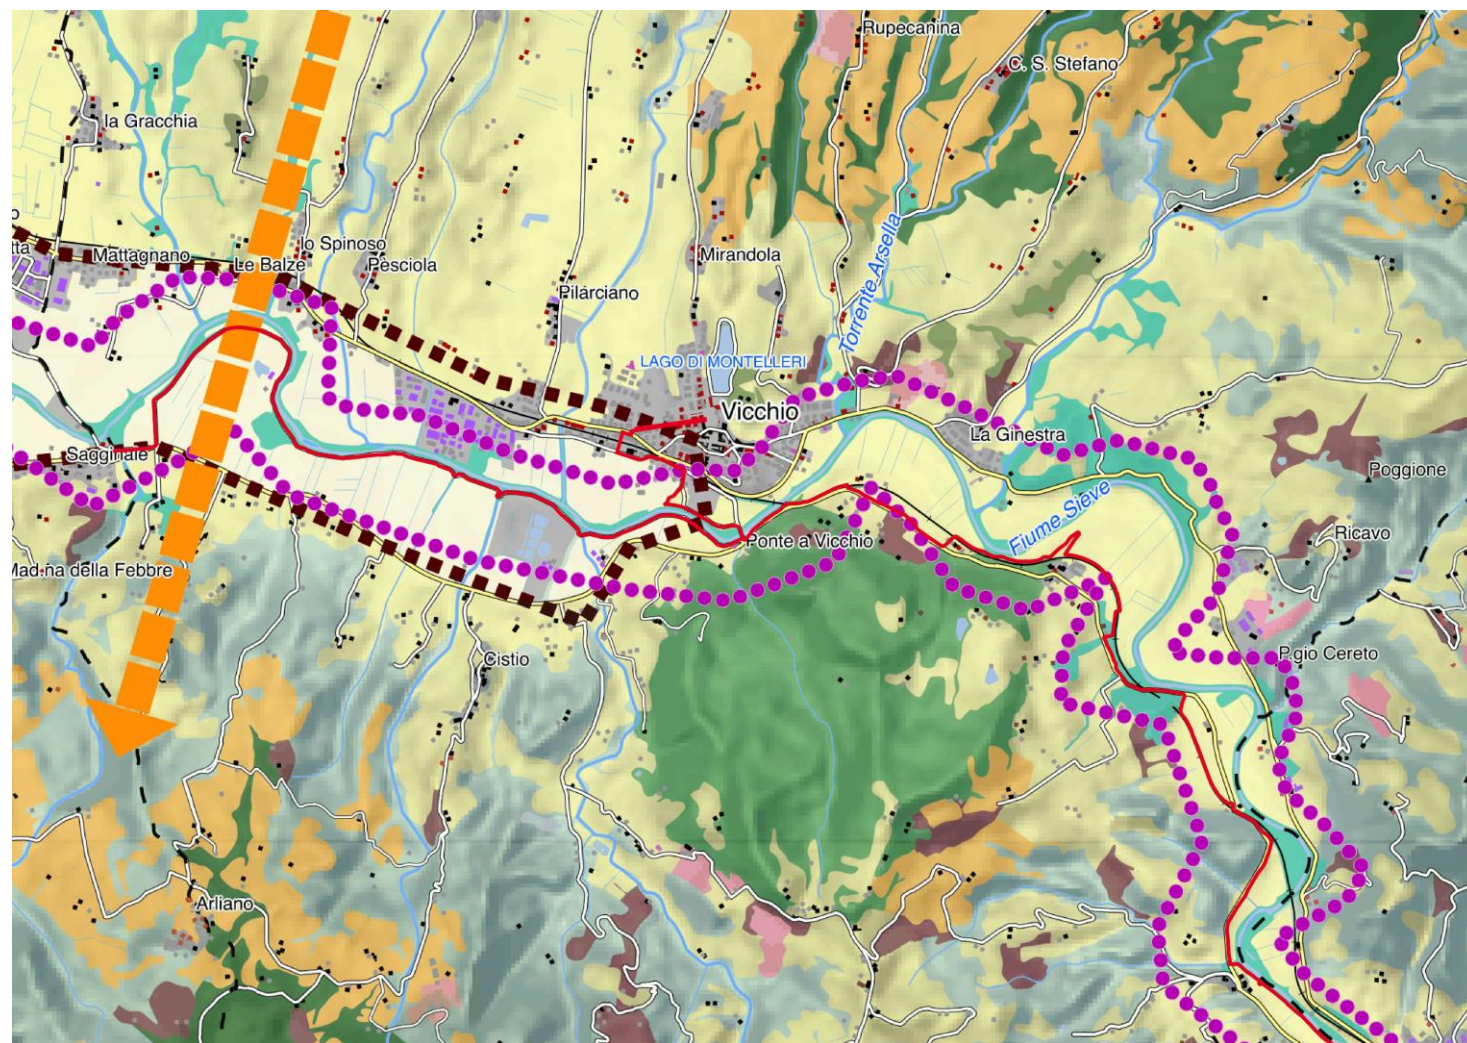 Rupecanina
C. S. Stefano
la Gracchia
lo Spinoso
Mattagnano
Le Balze
Pesciola
Mirandola
Torrente Arsella
Pilarciano
LAGO DI MONTELLERI
Vicchio
La Ginestra
Sagginale
Poggione
Fiume Sieve
Ponte a Vicchio
Ricavo
Mad.na della Febbre
Cistio
P.gio Cereto
Arliano